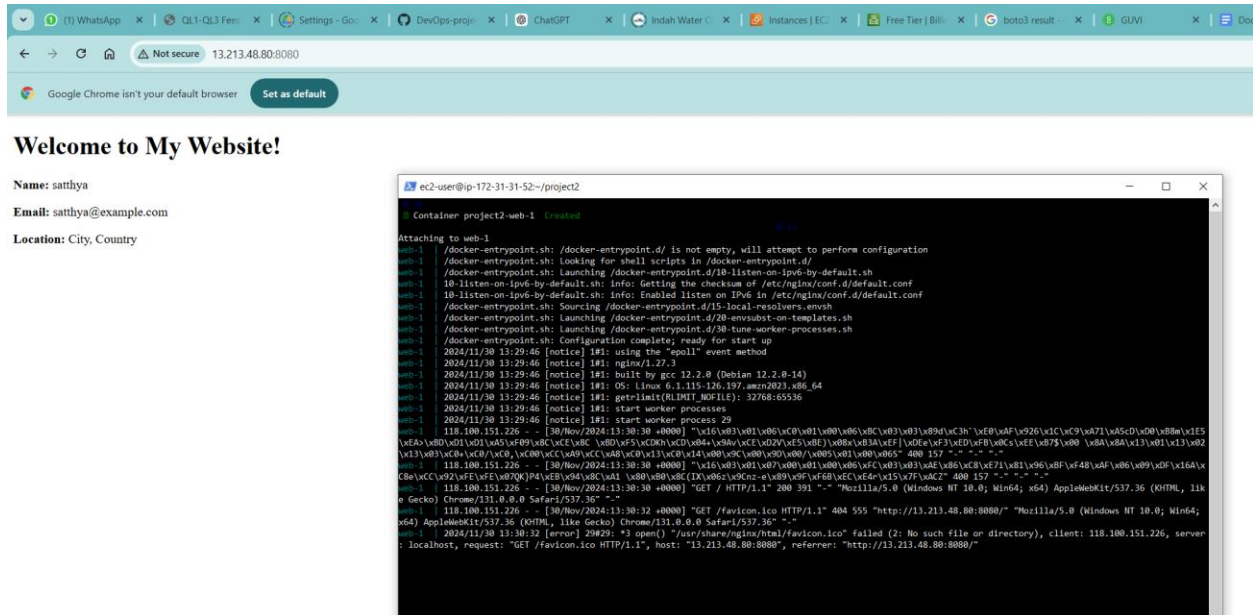 (1) WhatsApp
QL1-QL3 Fees
Settings - Goo
DevOps-proje
ChatGPT
Indah Water C
Instances | EC2
Free Tier | Billi
boto3 result -
GUVI
Doc
Not secure 13.213.48.80:8080
Google Chrome isn't your default browser Set as default
Welcome to My Website!
Name: satthya
Email: satthya@example.com
Location: City, Country
ec2-user@ip-172-31-31-52:~/project2
Container project2-web-1 Created
Attaching to web-1
web-1 | /docker-entrypoint.sh: /docker-entrypoint.d/ is not empty, will attempt to perform configuration
web-1 | /docker-entrypoint.sh: Looking for shell scripts in /docker-entrypoint.d/
web-1 | /docker-entrypoint.sh: Launching /docker-entrypoint.d/10-listen-on-ipv6-by-default.sh
web-1 | 10-listen-on-ipv6-by-default.sh: info: Getting the checksum of /etc/nginx/conf.d/default.conf
web-1 | 10-listen-on-ipv6-by-default.sh: info: Enabled listen on IPv6 in /etc/nginx/conf.d/default.conf
web-1 | /docker-entrypoint.sh: Sourcing /docker-entrypoint.d/15-local-resolvers.envsh
web-1 | /docker-entrypoint.sh: Launching /docker-entrypoint.d/20-envsubst-on-templates.sh
web-1 | /docker-entrypoint.sh: Launching /docker-entrypoint.d/30-tune-worker-processes.sh
web-1 | /docker-entrypoint.sh: Configuration complete; ready for start up
web-1 | 2024/11/30 13:29:46 [notice] 1#1: using the "epoll" event method
web-1 | 2024/11/30 13:29:46 [notice] 1#1: nginx/1.27.3
web-1 | 2024/11/30 13:29:46 [notice] 1#1: built by gcc 12.2.0 (Debian 12.2.0-14)
web-1 | 2024/11/30 13:29:46 [notice] 1#1: OS: Linux 6.1.115-126.197.amzn2023.x86_64
web-1 | 2024/11/30 13:29:46 [notice] 1#1: getrlimit(RLIMIT_NOFILE): 32768:65536
web-1 | 2024/11/30 13:29:46 [notice] 1#1: start worker processes
web-1 | 2024/11/30 13:29:46 [notice] 1#1: start worker process 29
web-1 | 118.100.151.226 - - [30/Nov/2024:13:30:30 +0000]
400 157 "-" "-" "-"
web-1 | 118.100.151.226 - - [30/Nov/2024:13:30:30 +0000]
400 157 "-" "-" "-"
web-1 | 118.100.151.226 - - [30/Nov/2024:13:30:30 +0000] "GET / HTTP/1.1" 200 391 "-" "Mozilla/5.0 (Windows NT 10.0; Win64; x64) AppleWebKit/537.36 (KHTML, lik
e Gecko) Chrome/131.0.0.0 Safari/537.36" "-"
web-1 | 118.100.151.226 - - [30/Nov/2024:13:30:32 +0000] "GET /favicon.ico HTTP/1.1" 404 555 "http://13.213.48.80:8080/" "Mozilla/5.0 (Windows NT 10.0; Win64;
x64) AppleWebKit/537.36 (KHTML, like Gecko) Chrome/131.0.0.0 Safari/537.36" "-"
web-1 | 2024/11/30 13:30:32 [error] 29#29: *3 open() "/usr/share/nginx/html/favicon.ico" failed (2: No such file or directory), client: 118.100.151.226, server
: localhost, request: "GET /favicon.ico HTTP/1.1", host: "13.213.48.80:8080", referrer: "http://13.213.48.80:8080/"